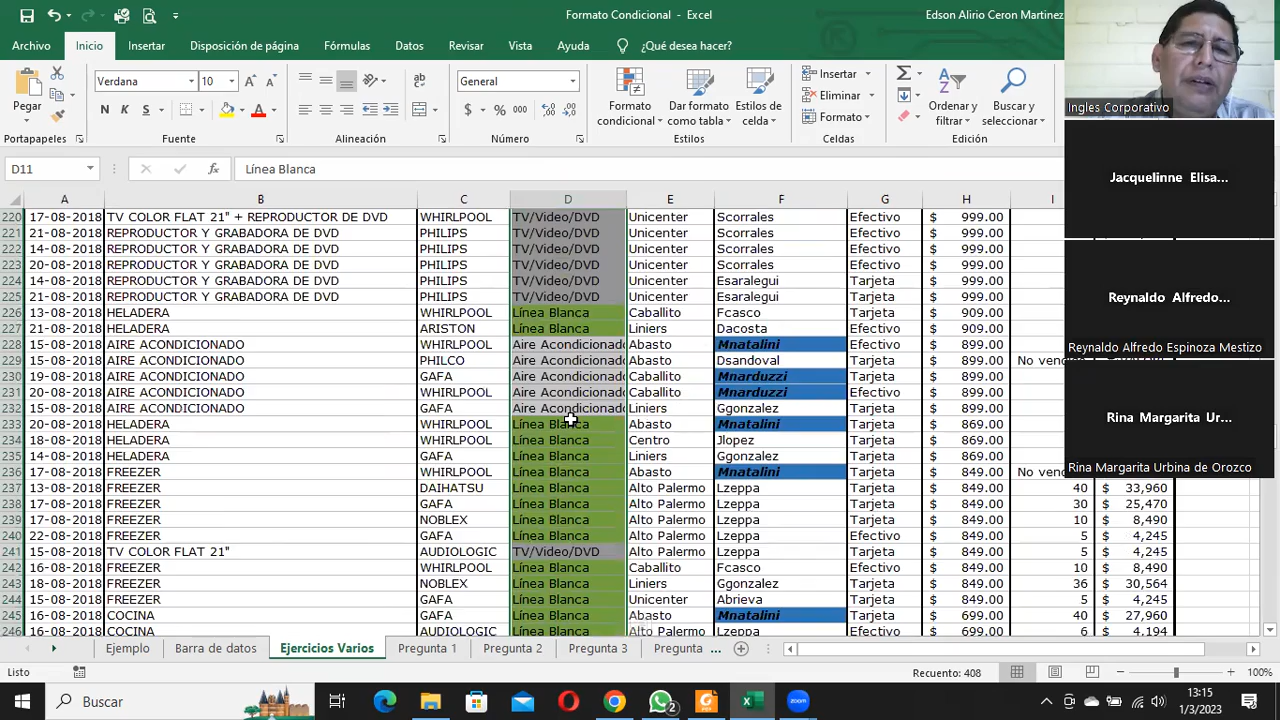 Formato Condicional - Excel
Edson Alirio Ceron Martinez
Archivo Inicio Insertar Disposición de página Fórmulas Datos Revisar Vista Ayuda ¿Qué desea hacer?
Verdana 10 General
Pegar
N K S
$ % 000
Formato condicional
Dar formato como tabla
Estilos de celda
Insertar
Eliminar
Formato
Ordenar y filtrar
Buscar y seleccionar
Portapapeles Fuente Alineación Número Estilos Celdas Edición
D11 Línea Blanca
A B C D E F G H I
220 17-08-2018 TV COLOR FLAT 21" + REPRODUCTOR DE DVD WHIRLPOOL TV/Video/DVD Unicenter Scorrales Efectivo $ 999.00
221 21-08-2018 REPRODUCTOR Y GRABADORA DE DVD PHILIPS TV/Video/DVD Unicenter Scorrales Efectivo $ 999.00
222 14-08-2018 REPRODUCTOR Y GRABADORA DE DVD PHILIPS TV/Video/DVD Unicenter Scorrales Efectivo $ 999.00
223 20-08-2018 REPRODUCTOR Y GRABADORA DE DVD PHILIPS TV/Video/DVD Unicenter Scorrales Efectivo $ 999.00
224 14-08-2018 REPRODUCTOR Y GRABADORA DE DVD PHILIPS TV/Video/DVD Unicenter Esaralegui Tarjeta $ 999.00
225 21-08-2018 REPRODUCTOR Y GRABADORA DE DVD PHILIPS TV/Video/DVD Unicenter Esaralegui Tarjeta $ 999.00
226 13-08-2018 HELADERA WHIRLPOOL Línea Blanca Caballito Fcasco Efectivo $ 909.00
227 21-08-2018 HELADERA ARISTON Línea Blanca Liniers Dacosta Efectivo $ 909.00
228 15-08-2018 AIRE ACONDICIONADO WHIRLPOOL Aire Acondicionado Abasto Mnatalini Efectivo $ 899.00
229 15-08-2018 AIRE ACONDICIONADO PHILCO Aire Acondicionado Abasto Dsandoval Tarjeta $ 899.00 No vendi
230 19-08-2018 AIRE ACONDICIONADO GAFA Aire Acondicionado Caballito Mnarduzzi Tarjeta $ 899.00
231 20-08-2018 AIRE ACONDICIONADO WHIRLPOOL Aire Acondicionado Caballito Mnarduzzi Efectivo $ 899.00
232 15-08-2018 AIRE ACONDICIONADO GAFA Aire Acondicionado Liniers Ggonzalez Tarjeta $ 899.00
233 20-08-2018 HELADERA WHIRLPOOL Línea Blanca Abasto Mnatalini Tarjeta $ 869.00
234 18-08-2018 HELADERA WHIRLPOOL Línea Blanca Centro Jlopez Tarjeta $ 869.00
235 14-08-2018 HELADERA GAFA Línea Blanca Liniers Ggonzalez Tarjeta $ 869.00
236 17-08-2018 FREEZER WHIRLPOOL Línea Blanca Abasto Mnatalini Tarjeta $ 849.00 No vend
237 13-08-2018 FREEZER DAIHATSU Línea Blanca Alto Palermo Lzeppa Tarjeta $ 849.00 40 $ 33,960
238 17-08-2018 FREEZER GAFA Línea Blanca Alto Palermo Lzeppa Tarjeta $ 849.00 30 $ 25,470
239 17-08-2018 FREEZER NOBLEX Línea Blanca Alto Palermo Lzeppa Tarjeta $ 849.00 10 $ 8,490
240 22-08-2018 FREEZER GAFA Línea Blanca Alto Palermo Lzeppa Efectivo $ 849.00 5 $ 4,245
241 15-08-2018 TV COLOR FLAT 21" AUDIOLOGIC TV/Video/DVD Alto Palermo Lzeppa Tarjeta $ 849.00 5 $ 4,245
242 16-08-2018 FREEZER GAFA Línea Blanca Caballito Fcasco Efectivo $ 849.00 10 $ 8,490
243 18-08-2018 FREEZER NOBLEX Línea Blanca Liniers Ggonzalez Tarjeta $ 849.00 36 $ 30,564
244 15-08-2018 FREEZER GAFA Línea Blanca Unicenter Abrieva Tarjeta $ 849.00 5 $ 4,245
245 16-08-2018 COCINA GAFA Línea Blanca Abasto Mnatalini Tarjeta $ 699.00 40 $ 27,960
246 16-08-2018 COCINA AUDIOLOGIC Línea Blanca Alto Palermo Lzeppa Efectivo $ 699.00 6 $ 4,194
Ejemplo Barra de datos Ejercicios Varios Pregunta 1 Pregunta 2 Pregunta 3 Pregunta ...
Listo Recuento: 408 100%
Buscar
2
13:15
1/3/2023
Ingles Corporativo
Jacquelinne Elisa...
Reynaldo Alfredo...
Reynaldo Alfredo Espinoza Mestizo
Rina Margarita Ur...
Rina Margarita Urbina de Orozco